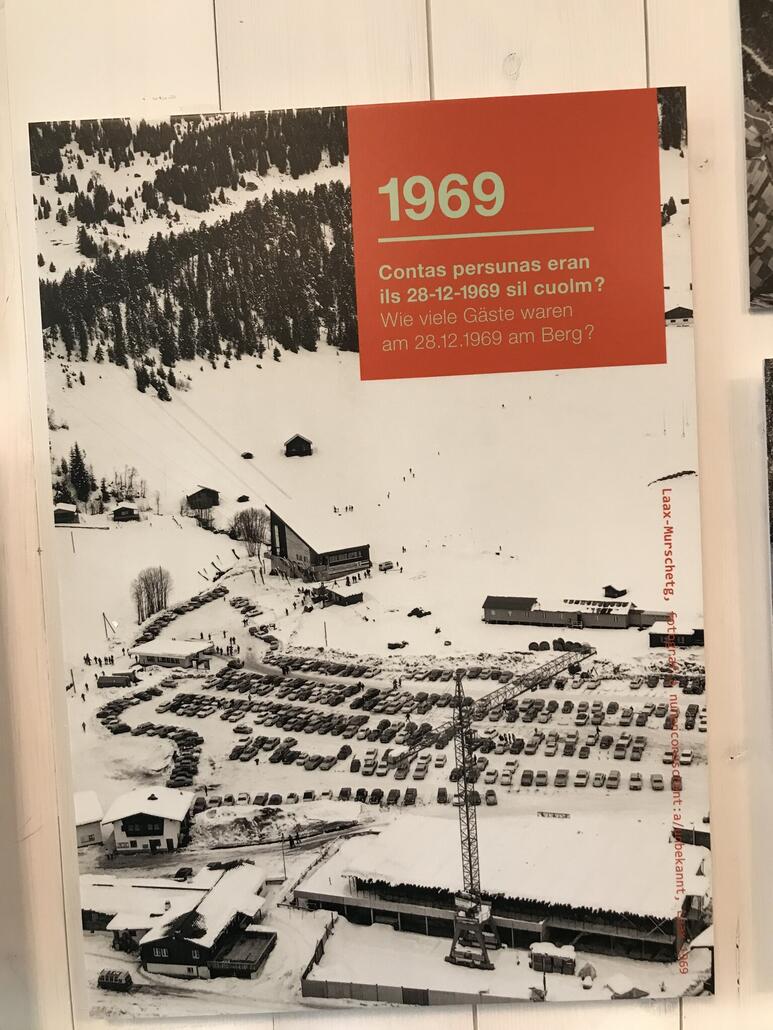 1969
Contas persunas eran
ils 28-12-1969 sil cuolm?
Wie viele Gäste waren
am 28.12.1969 am Berg?
Laax-Murschetg,